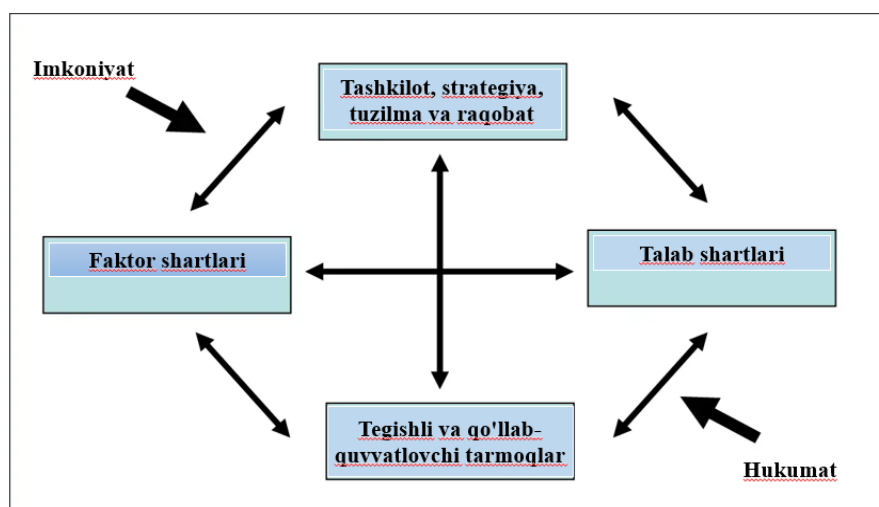 Imkoniyat
Tashkilot, strategiya,
tuzilma va raqobat
Faktor shartlari
Talab shartlari
Tegishli va qo'llab-
quvvatlovchi tarmoqlar
Hukumat